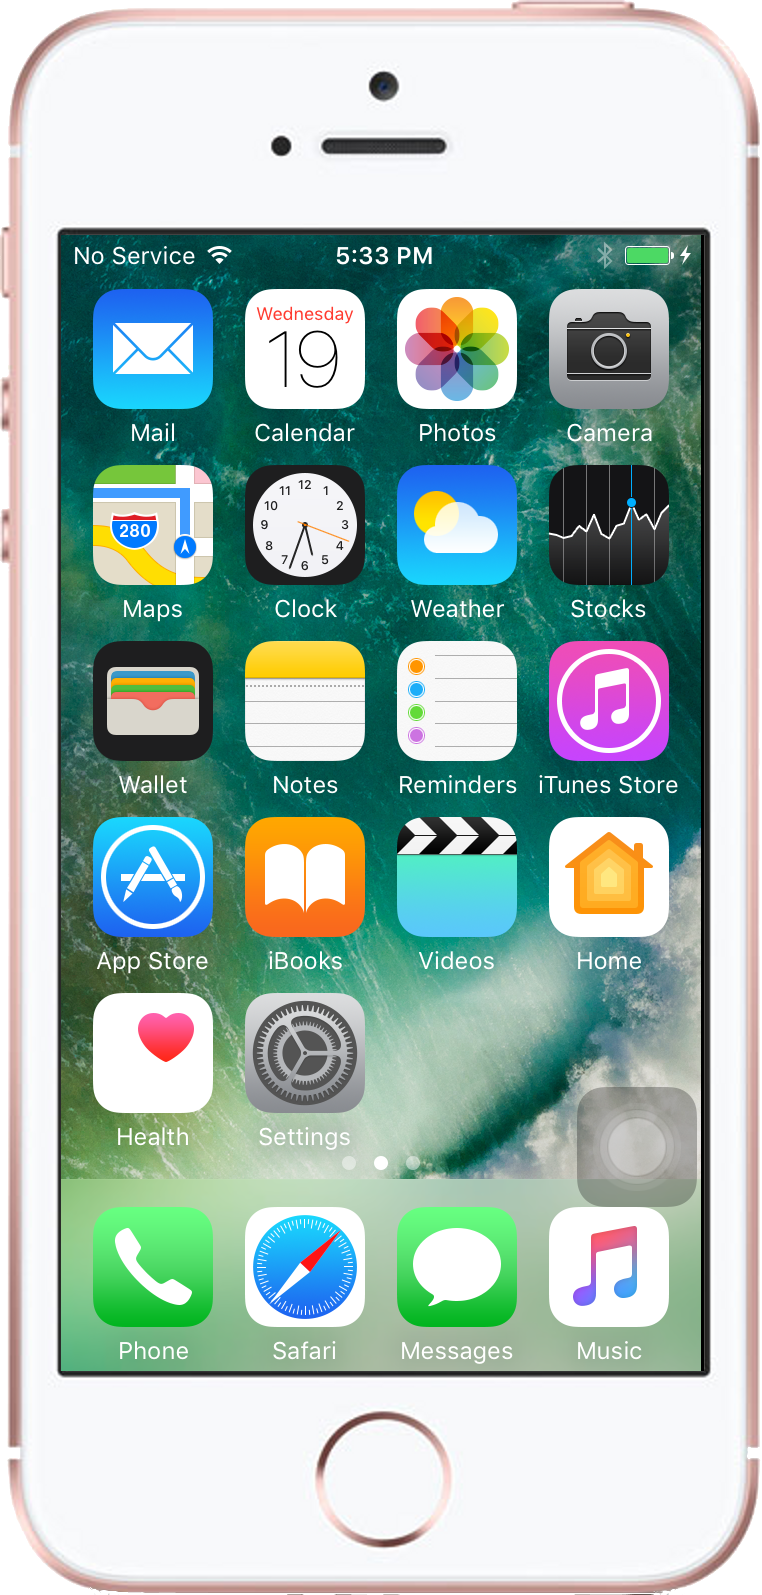 No Service 5:33 PM
Wednesday
19
Mail Calendar Photos Camera
280
12
11 1
10 2
9 3
8 4
7 5
6
Maps Clock Weather Stocks
Wallet Notes Reminders iTunes Store
App Store iBooks Videos Home
Health Settings
Phone Safari Messages Music